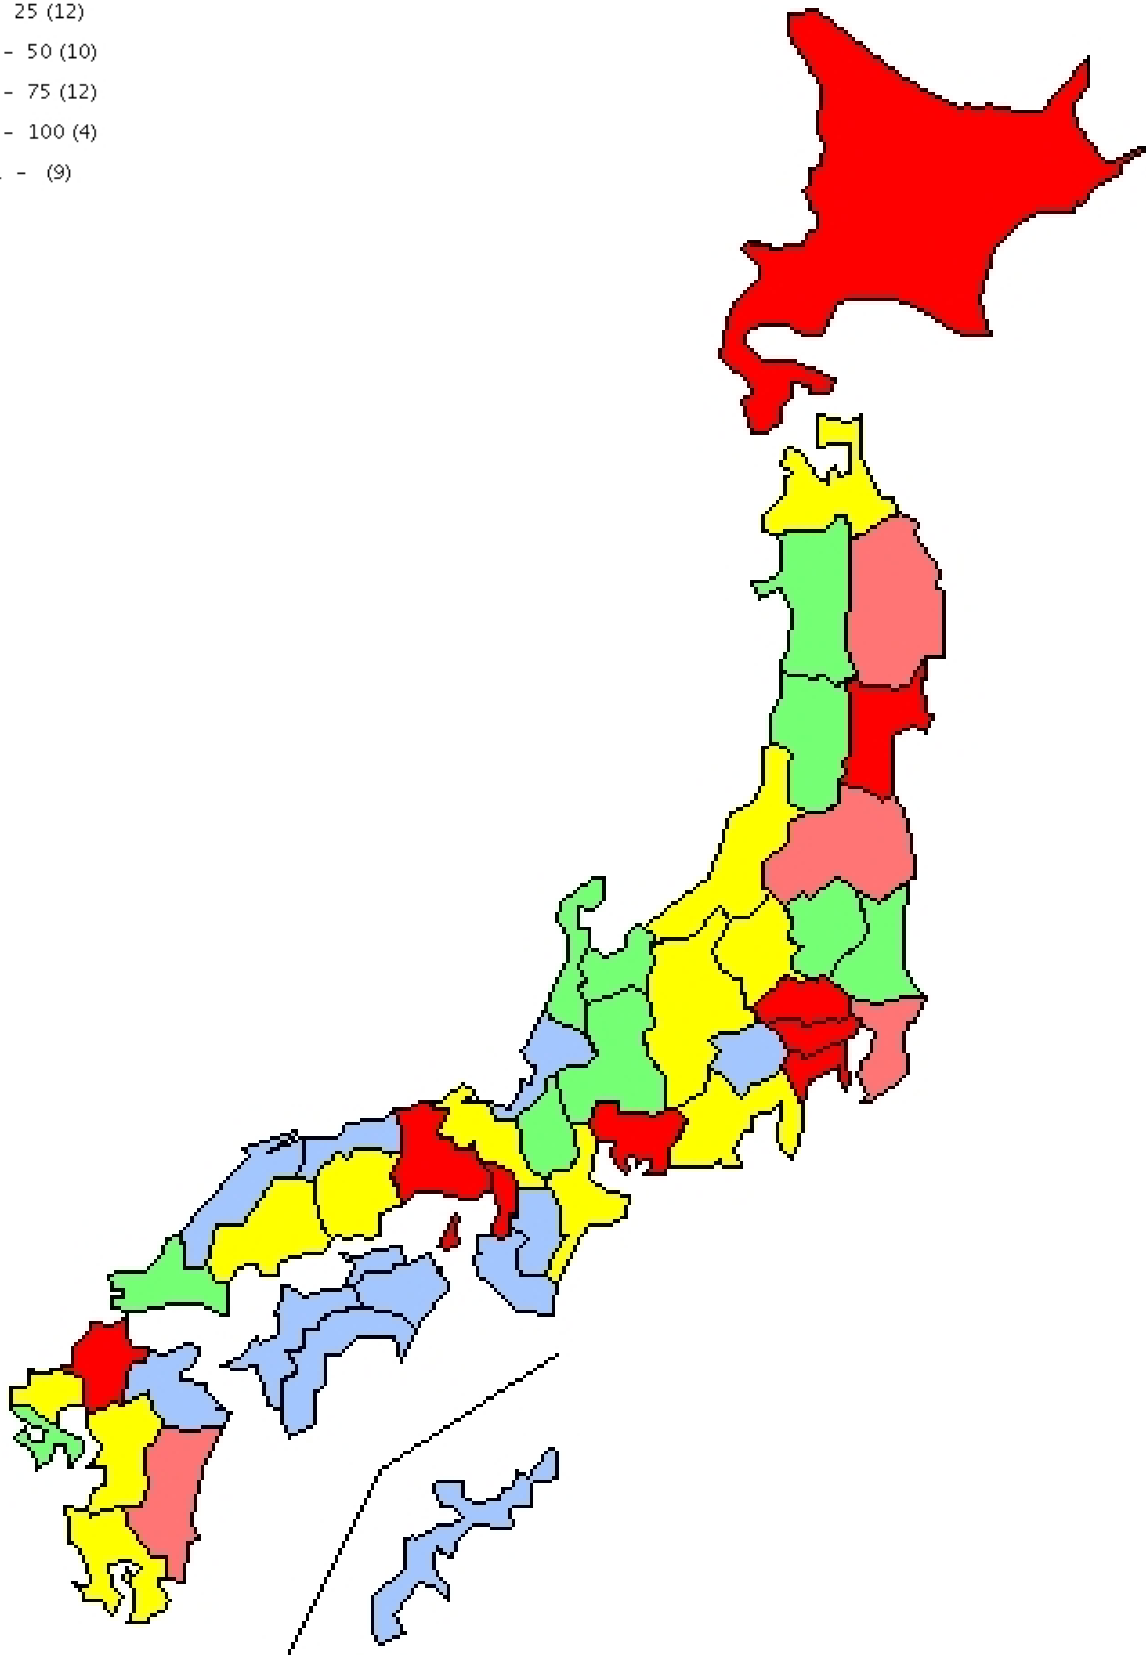 25 (12)
– 50 (10)
– 75 (12)
– 100 (4)
– (9)